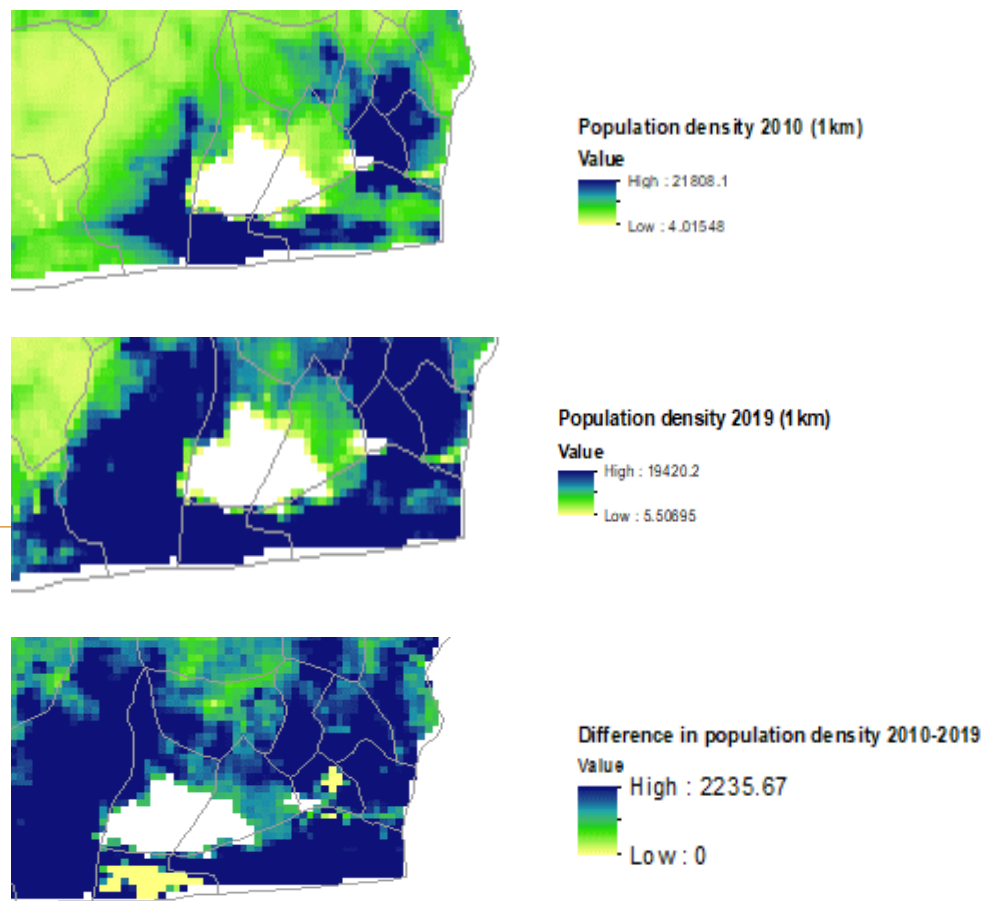 Population density 2010 (1km)
Value
High : 21808.1
Low : 4.01548
Population density 2019 (1km)
Value
High : 19420.2
Low : 5.50695
Difference in population density 2010-2019
Value
High : 2235.67
Low : 0